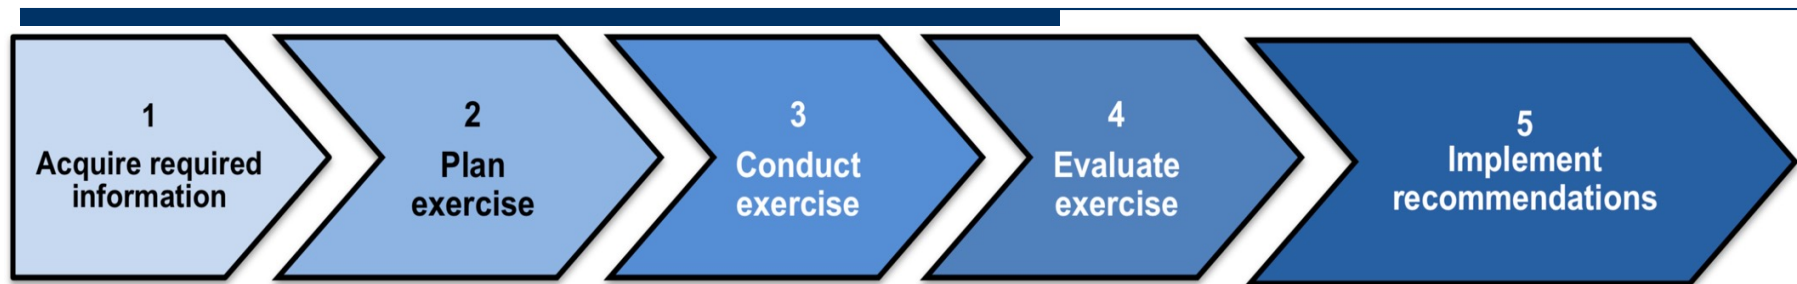 1
Acquire required
information
2
Plan
exercise
3
Conduct
exercise
4
Evaluate
exercise
5
Implement
recommendations